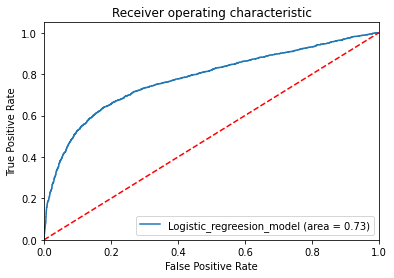 Receiver operating characteristic
True Positive Rate
1.0
0.8
0.6
0.4
0.2
0.0
Logistic_regreesion_model (area = 0.73)
0.0 0.2 0.4 0.6 0.8 1.0
False Positive Rate